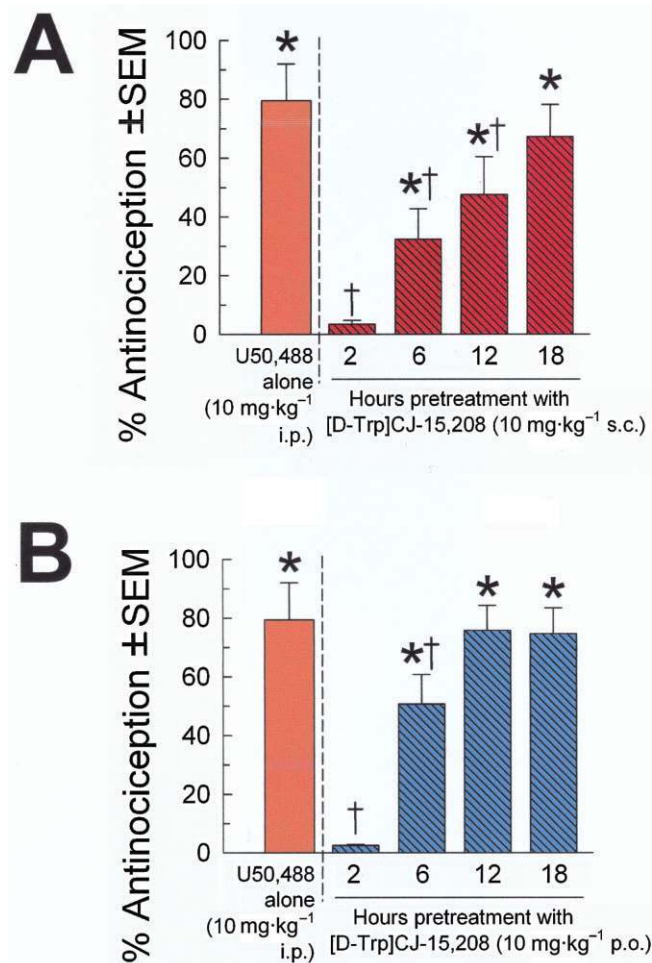 A
% Antinociception ±SEM
100
80
60
40
20
0
*
†
*†
*†
*
U50,488
alone
(10 mg·kg⁻¹
i.p.)
2 6 12 18
Hours pretreatment with
[D-Trp]CJ-15,208 (10 mg·kg⁻¹ s.c.)
B
% Antinociception ±SEM
100
80
60
40
20
0
*
†
*†
*
*
U50,488
alone
(10 mg·kg⁻¹
i.p.)
2 6 12 18
Hours pretreatment with
[D-Trp]CJ-15,208 (10 mg·kg⁻¹ p.o.)